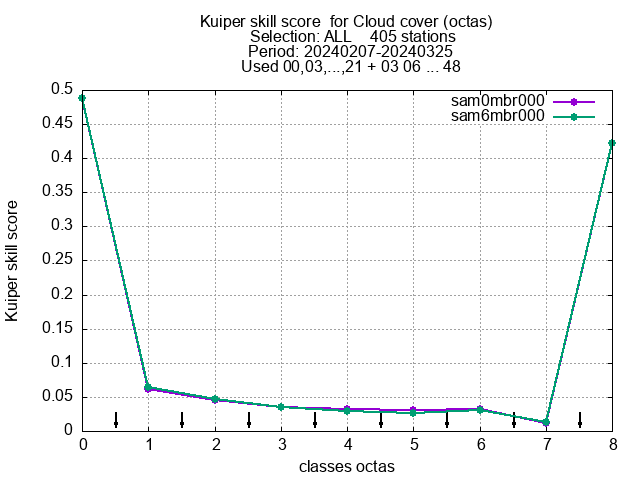 Kuiper skill score  for Cloud cover (octas)
Selection: ALL    405 stations
Period: 20240207-20240325
Used 00,03,...,21 + 03 06 ... 48
sam0mbr000
sam6mbr000
0.5
0.45
0.4
0.35
0.3
0.25
0.2
0.15
0.1
0.05
0
Kuiper skill score
0 1 2 3 4 5 6 7 8
classes octas